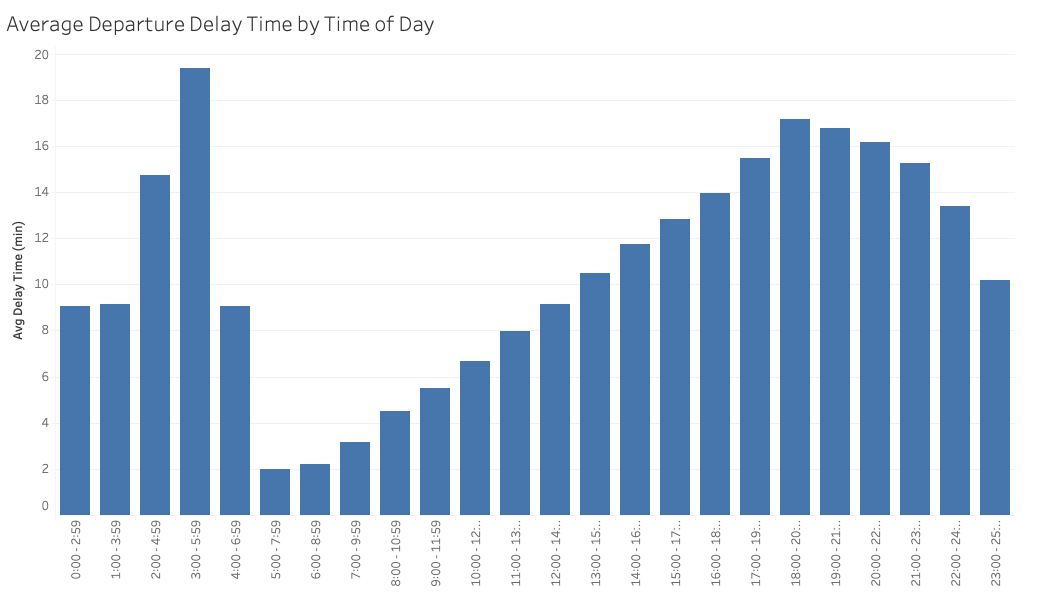 Average Departure Delay Time by Time of Day
Avg Delay Time (min)
20
18
16
14
12
10
8
6
4
2
0
0:00 - 2:59
1:00 - 3:59
2:00 - 4:59
3:00 - 5:59
4:00 - 6:59
5:00 - 7:59
6:00 - 8:59
7:00 - 9:59
8:00 - 10:59
9:00 - 11:59
10:00 - 12:..
11:00 - 13:..
12:00 - 14:..
13:00 - 15:..
14:00 - 16:..
15:00 - 17:..
16:00 - 18:..
17:00 - 19:..
18:00 - 20:..
19:00 - 21:..
20:00 - 22:..
21:00 - 23:..
22:00 - 24:..
23:00 - 25:..